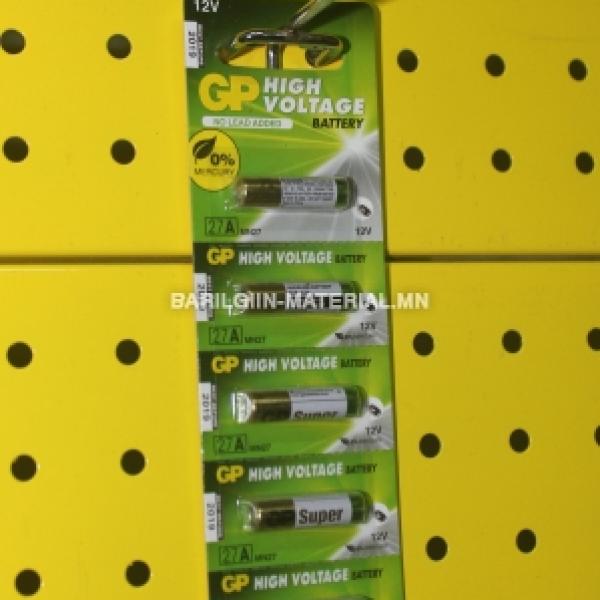 12V
2019
GP HIGH
VOLTAGE
NO LEAD ADDED BATTERY
0%
MERCURY
27A MN27 12V
GP HIGH VOLTAGE BATTERY
BARILGIIN-MATERIAL.MN
27A MN27 12V
GP HIGH VOLTAGE BATTERY
2019
Super
27A MN27 12V
GP HIGH VOLTAGE BATTERY
2019
Super
27A MN27 12V
GP HIGH VOLTAGE BATTERY